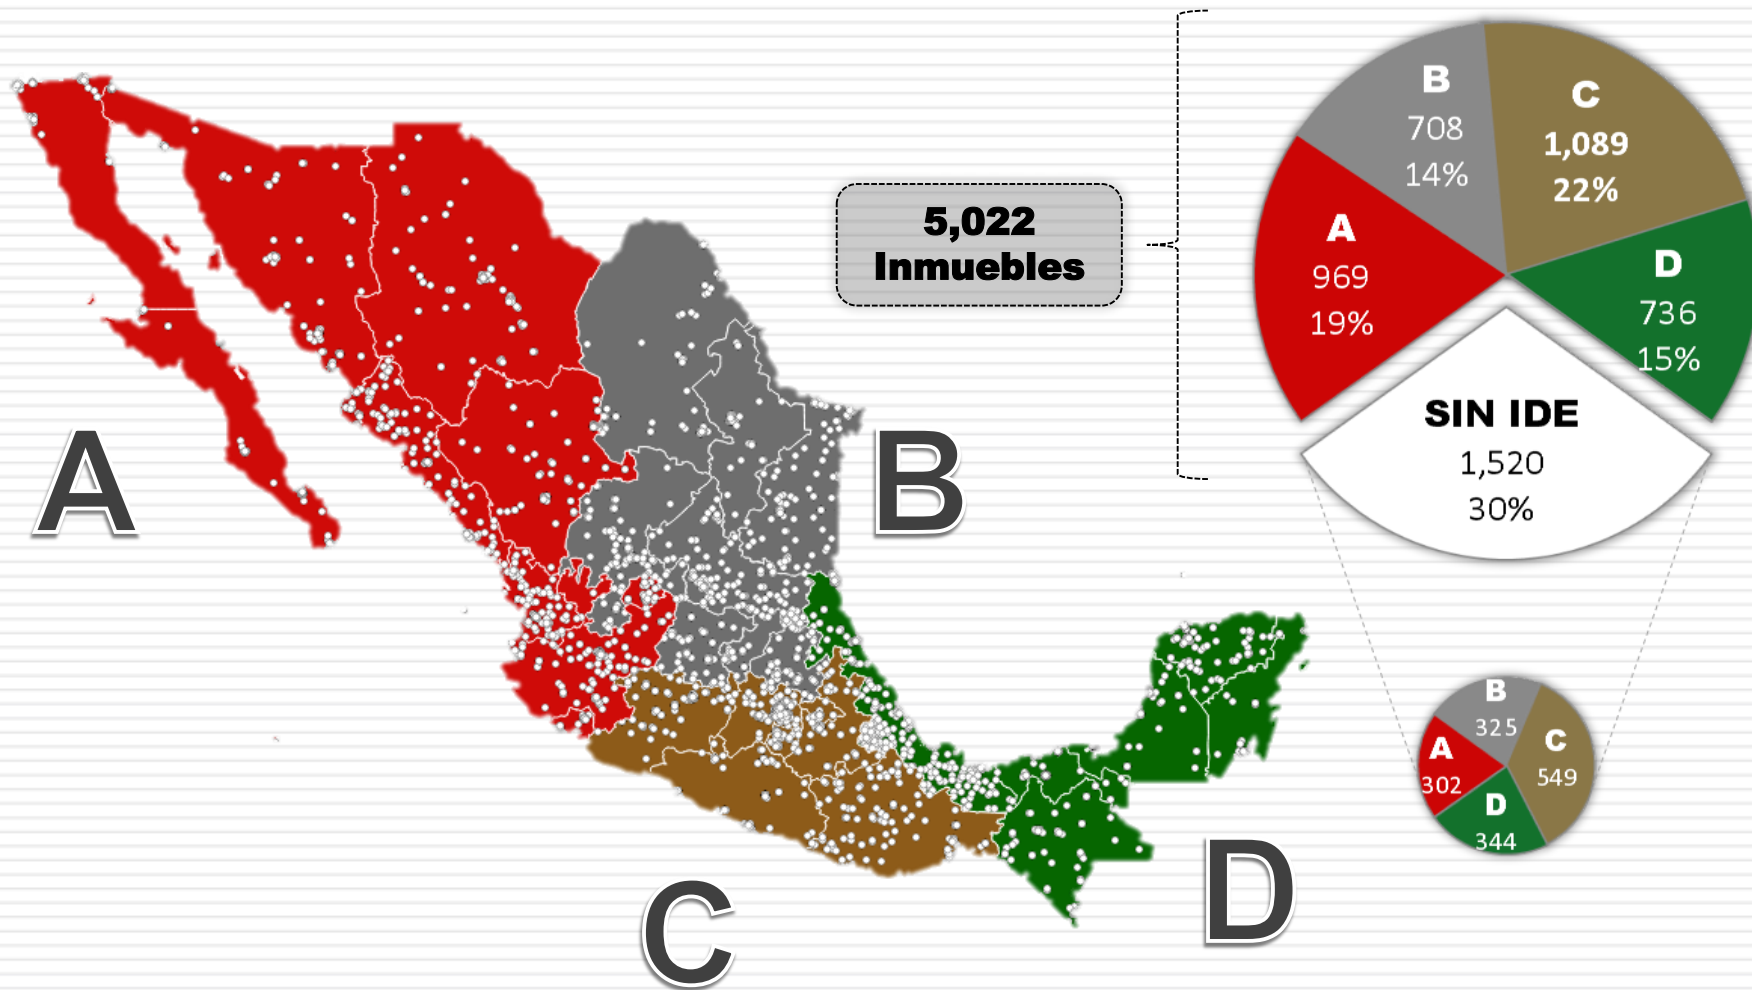 A
B
C
D
5,022
Inmuebles
B
708
14%
C
1,089
22%
A
969
19%
D
736
15%
SIN IDE
1,520
30%
B
325
A
302
C
549
D
344